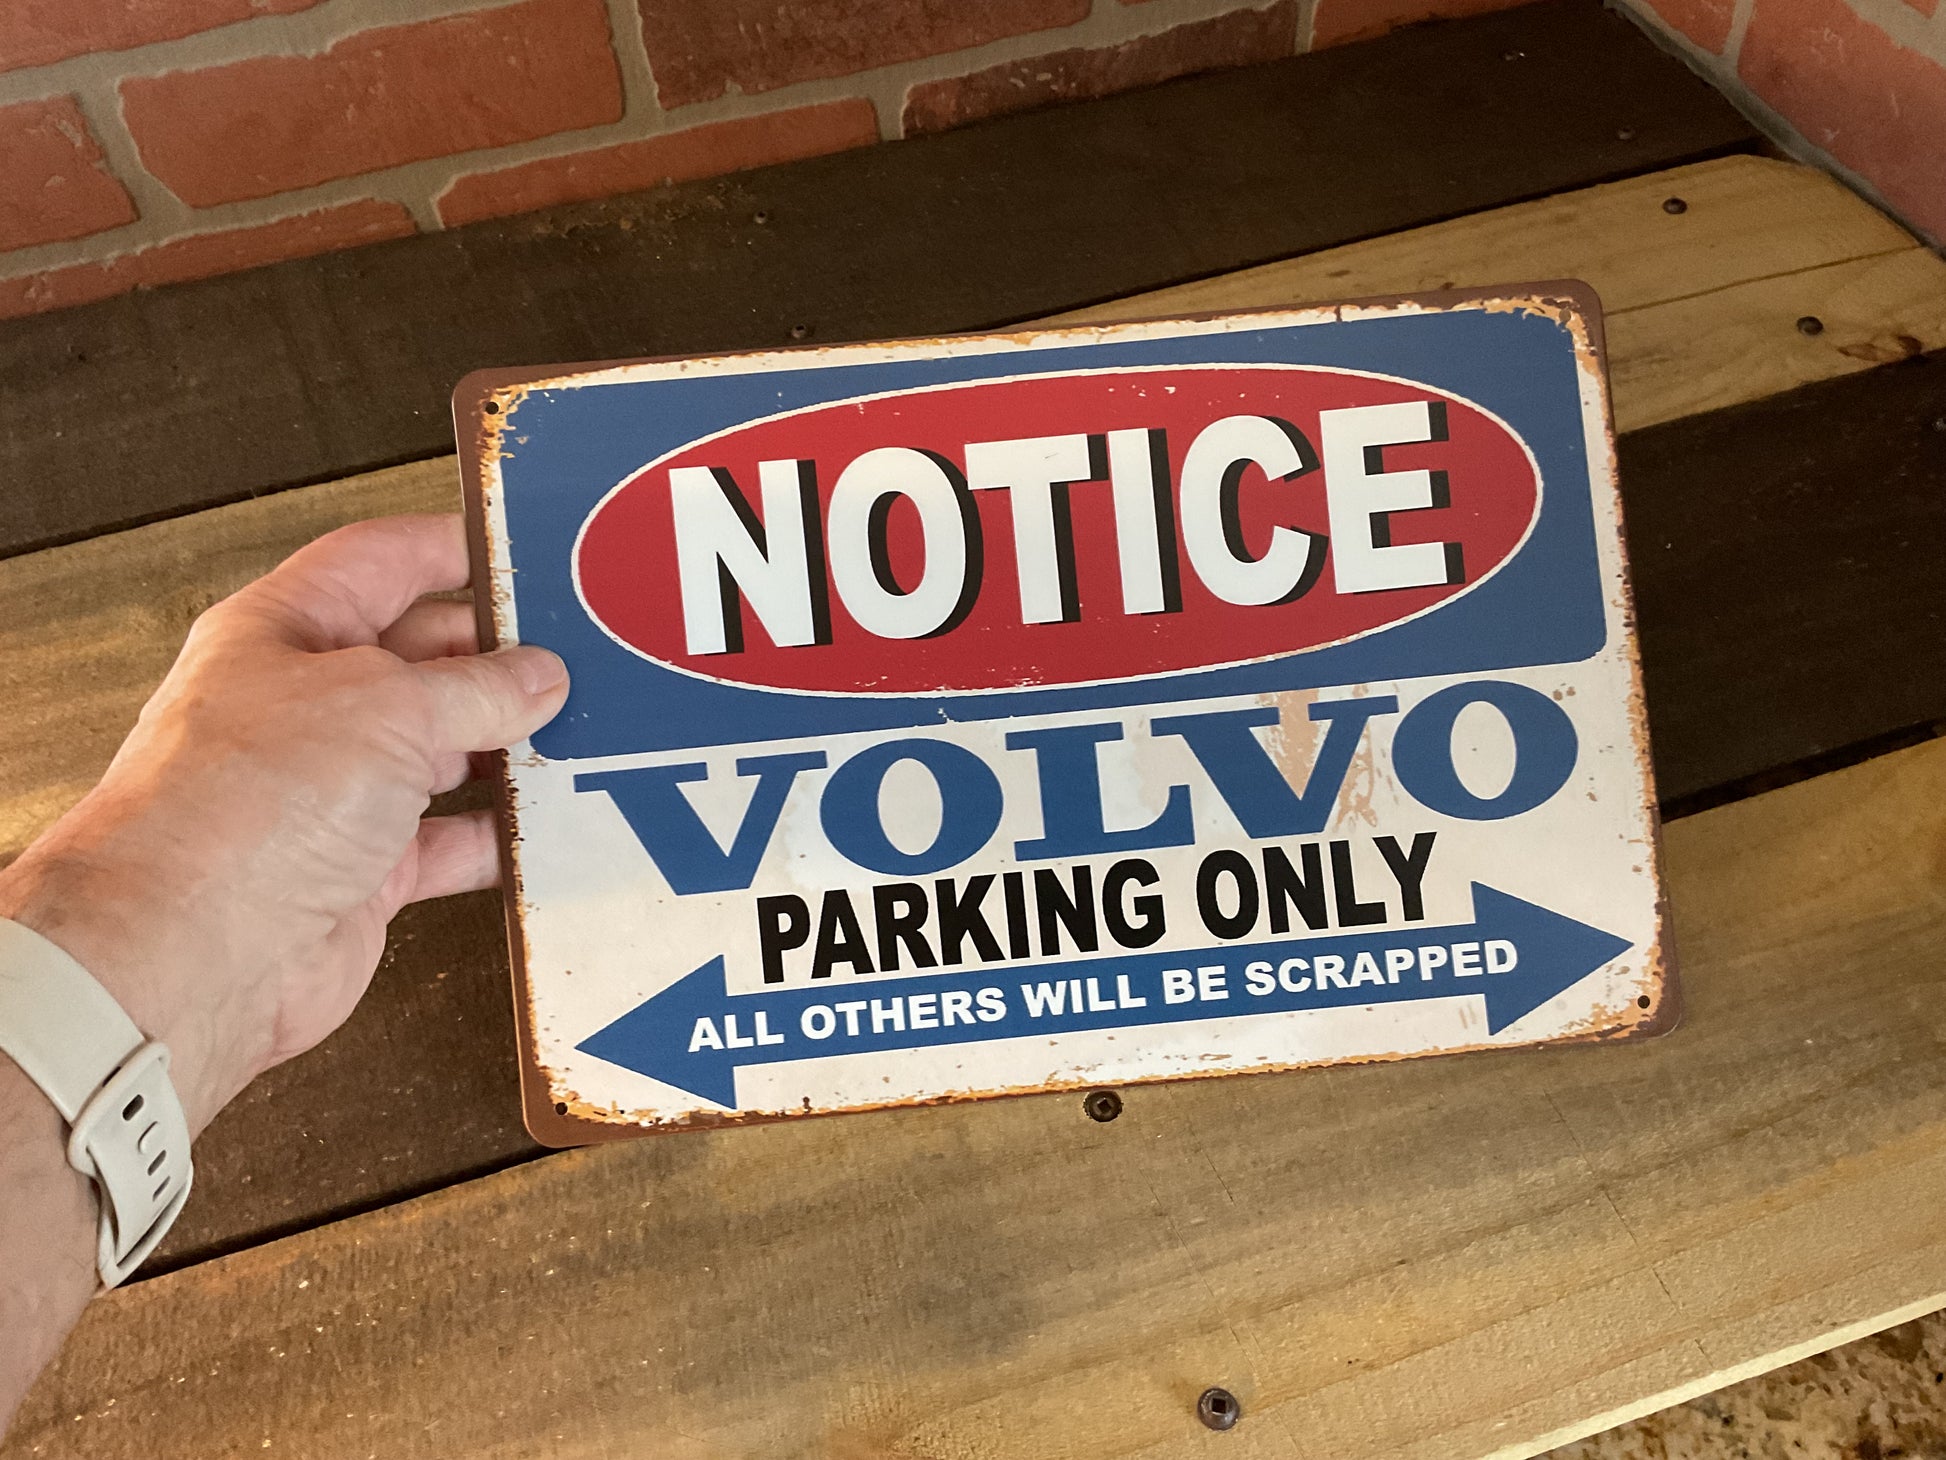 NOTICE
VOLVO
PARKING ONLY
ALL OTHERS WILL BE SCRAPPED